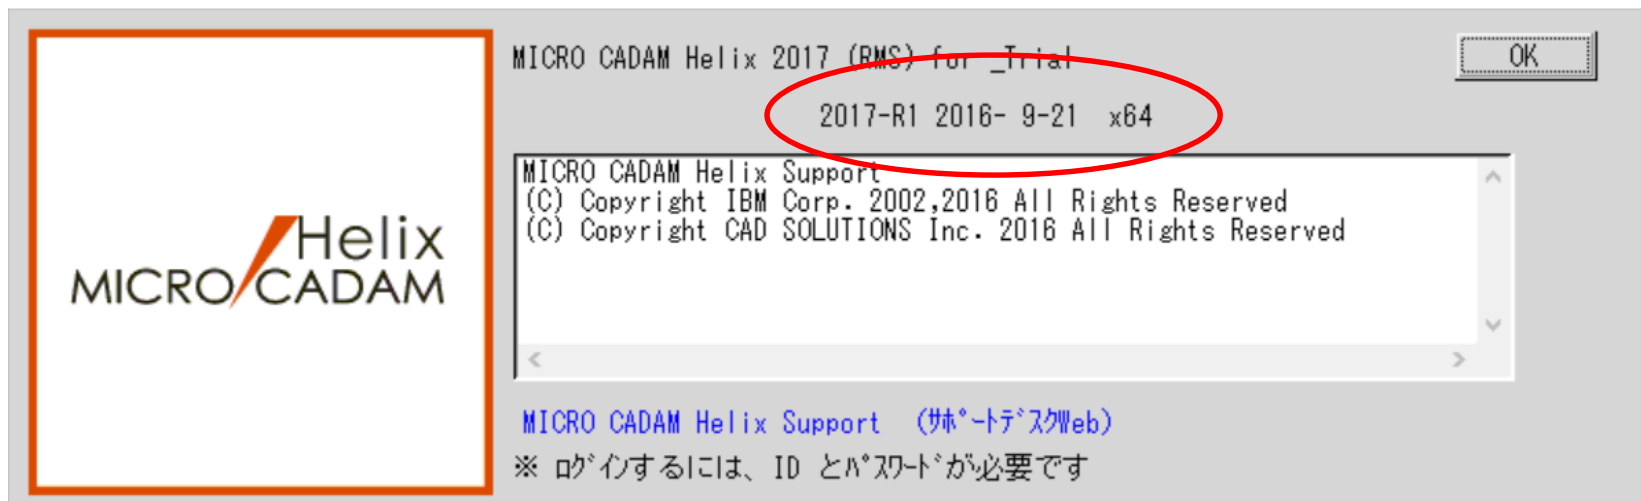 Helix
MICRO CADAM
MICRO CADAM Helix 2017 (RMS) for _Trial
OK
2017-R1 2016- 9-21 x64
MICRO CADAM Helix Support
(C) Copyright IBM Corp. 2002,2016 All Rights Reserved
(C) Copyright CAD SOLUTIONS Inc. 2016 All Rights Reserved
MICRO CADAM Helix Support (ｻﾎﾟｰﾄﾃﾞｽｸWeb)
※ ﾛｸﾞｲﾝするには、ID とﾊﾟｽﾜｰﾄﾞが必要です